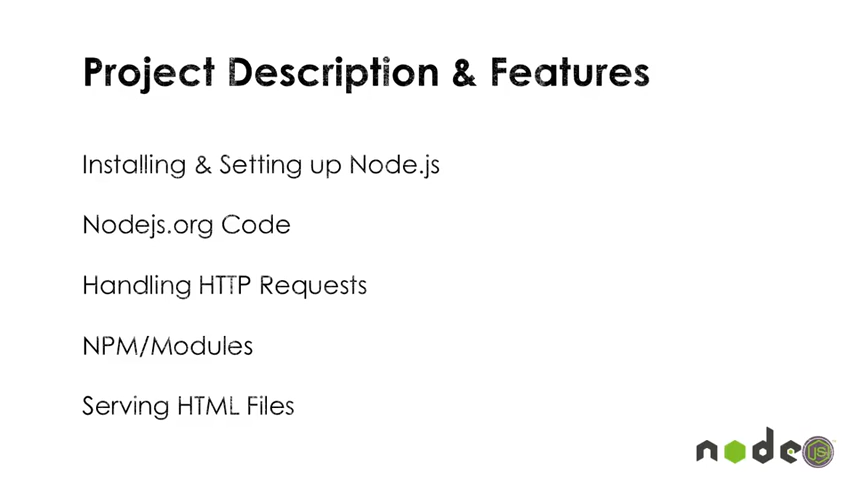 Project Description & Features
Installing & Setting up Node.js
Nodejs.org Code
Handling HTTP Requests
NPM/Modules
Serving HTML Files
node JS